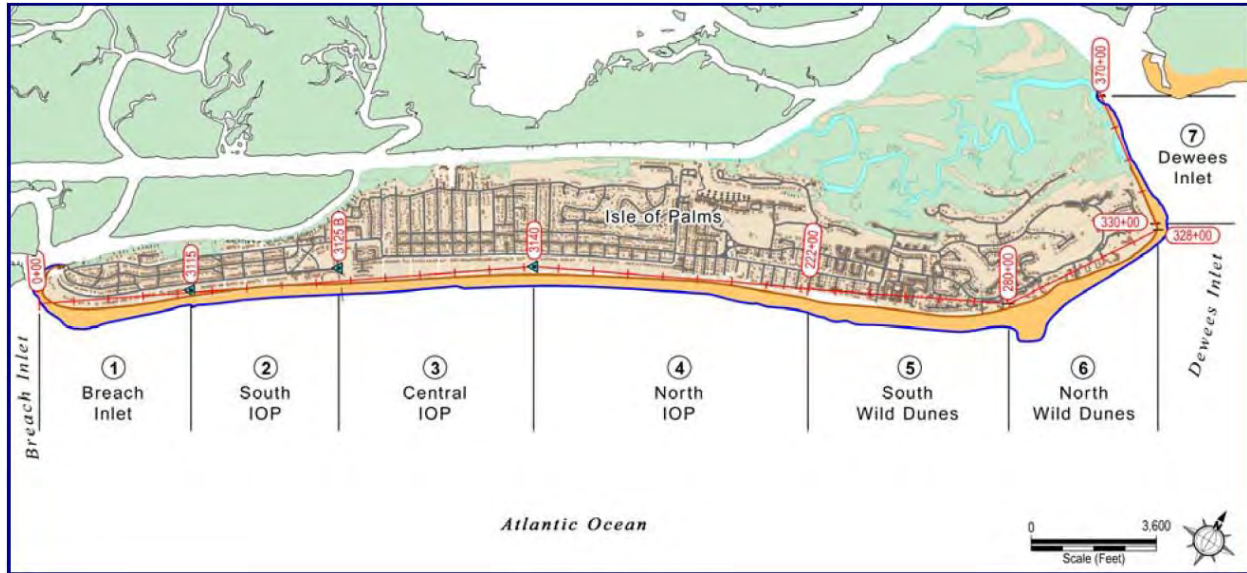 370+00
7
Dewees
Inlet
Isle of Palms
330+00
328+00
0+00
3115
3125 B
3140
222+00
280+00
Breach Inlet
1
Breach
Inlet
2
South
IOP
3
Central
IOP
4
North
IOP
5
South
Wild Dunes
6
North
Wild Dunes
Dewees Inlet
Atlantic Ocean
0
3,600
Scale (Feet)
N